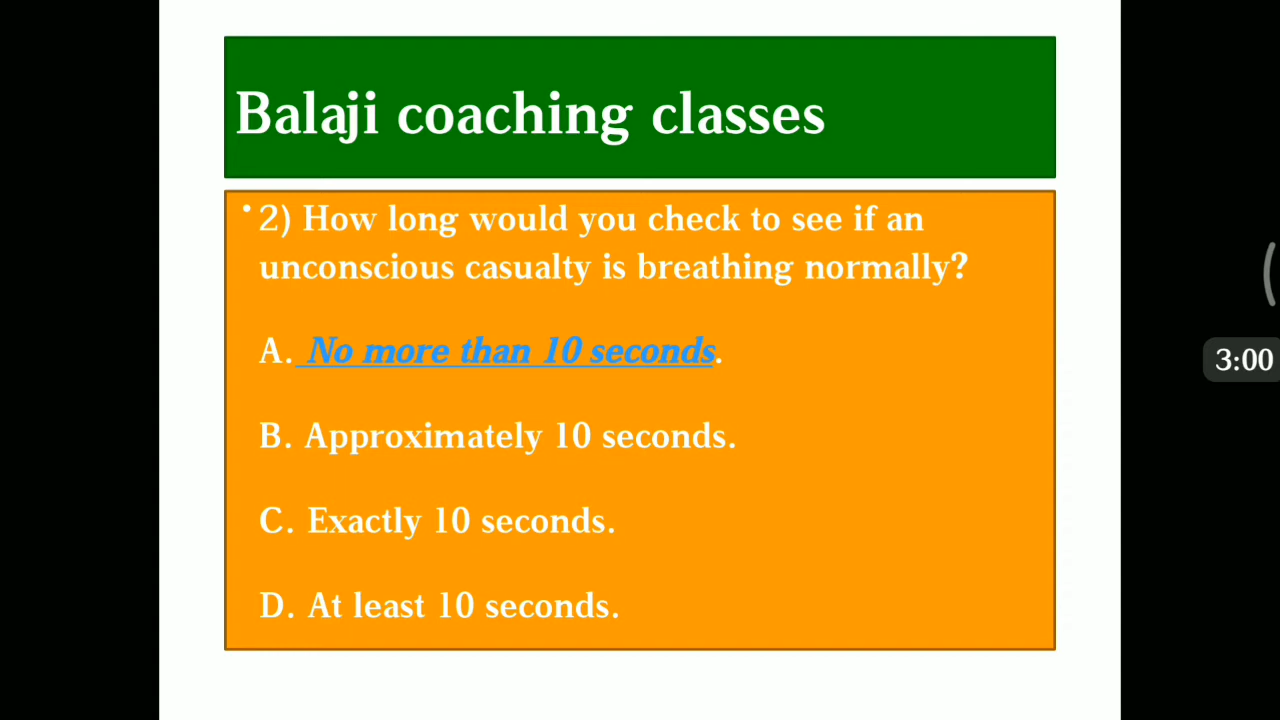 Balaji coaching classes
• 2) How long would you check to see if an
unconscious casualty is breathing normally?
A. No more than 10 seconds.
B. Approximately 10 seconds.
C. Exactly 10 seconds.
D. At least 10 seconds.
3:00